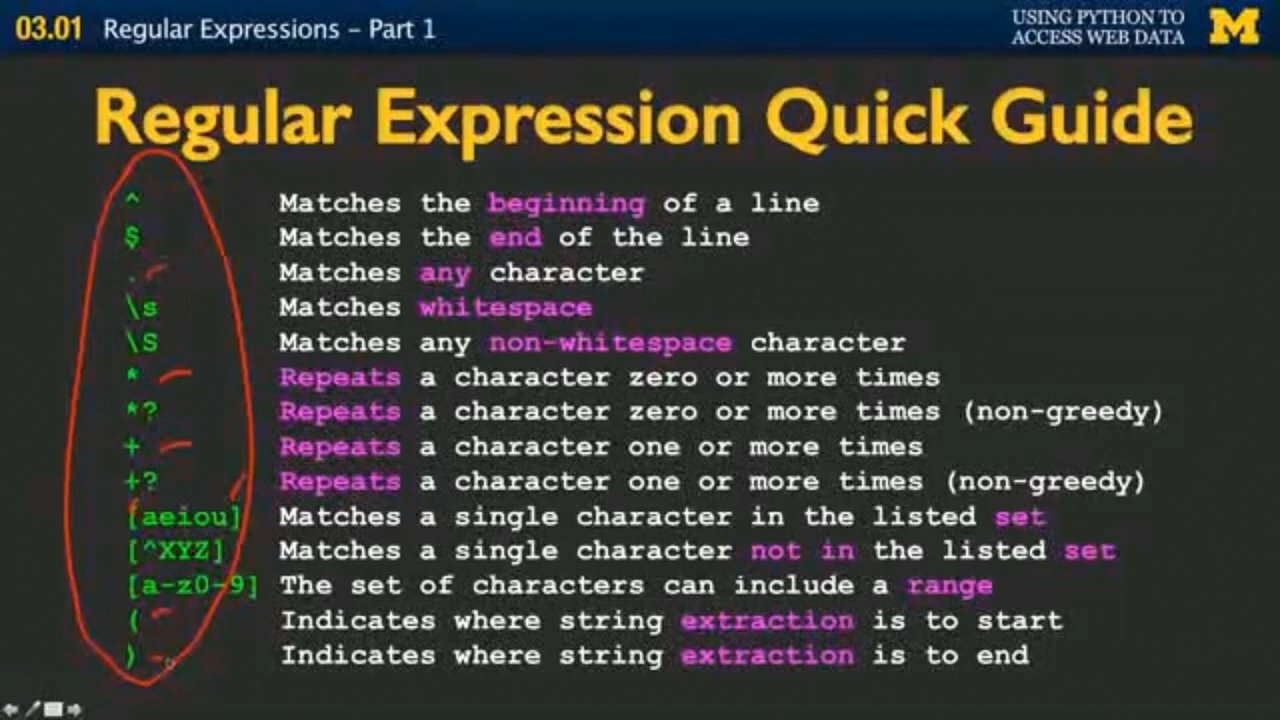 03.01 Regular Expressions – Part 1
USING PYTHON TO
ACCESS WEB DATA
M
Regular Expression Quick Guide
^ Matches the beginning of a line
$ Matches the end of the line
. Matches any character
\s Matches whitespace
\S Matches any non-whitespace character
* Repeats a character zero or more times
*? Repeats a character zero or more times (non-greedy)
+ Repeats a character one or more times
+? Repeats a character one or more times (non-greedy)
[aeiou] Matches a single character in the listed set
[^XYZ] Matches a single character not in the listed set
[a-z0-9] The set of characters can include a range
( Indicates where string extraction is to start
) Indicates where string extraction is to end